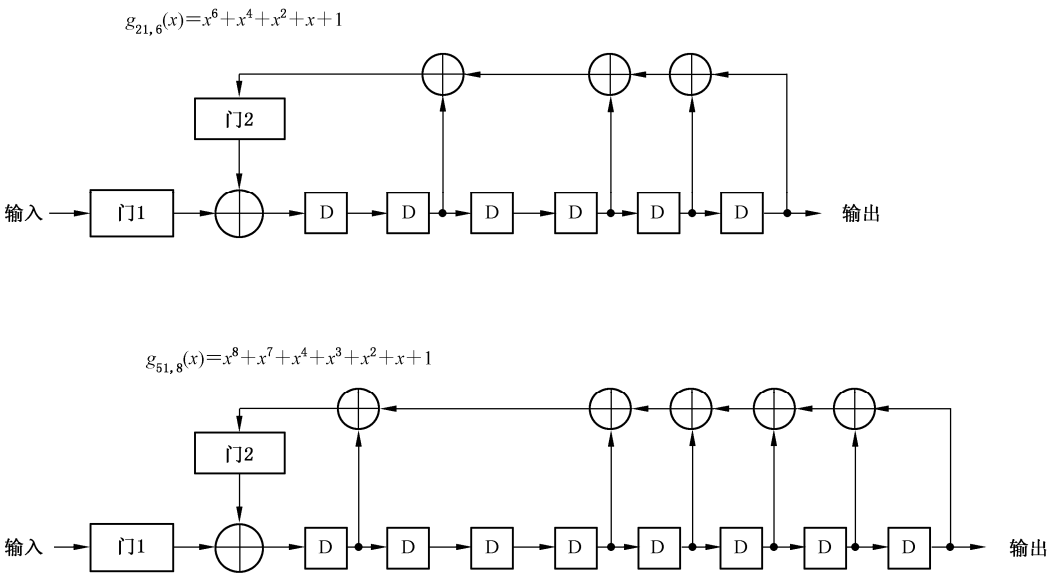 g21,6(x)=x⁶+x⁴+x²+x+1
门2
输入 门1 D D D D D D 输出
g51,8(x)=x⁸+x⁷+x⁴+x³+x²+x+1
门2
输入 门1 D D D D D D D D 输出